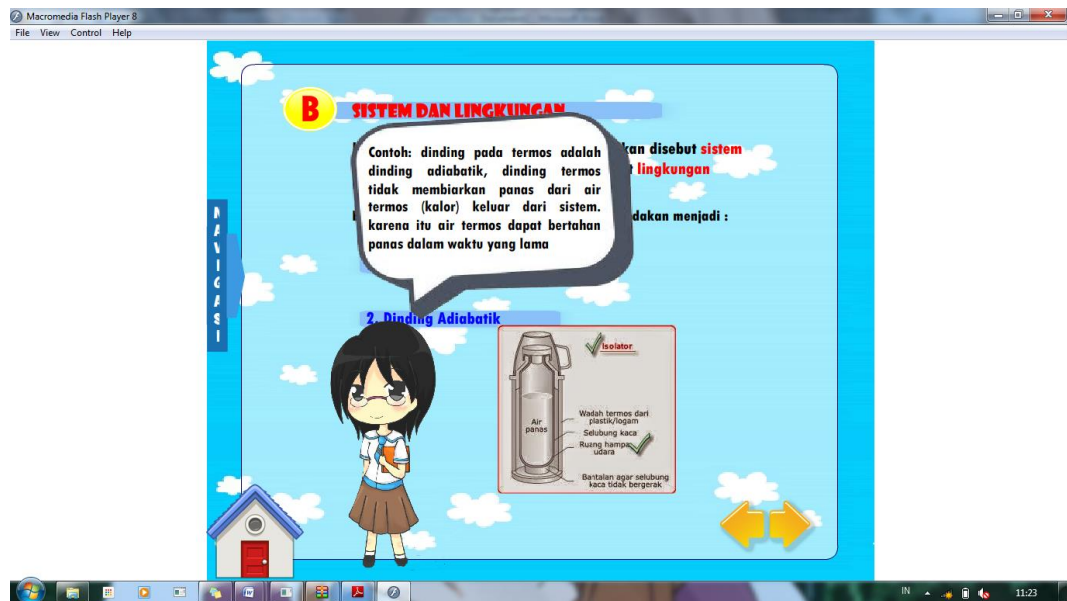 Macromedia Flash Player 8
File View Control Help
B
SISTEM DAN LINGKUNGAN
kan disebut sistem
lingkungan
dakan menjadi :
Contoh: dinding pada termos adalah
dinding adiabatik, dinding termos
tidak membiarkan panas dari air
termos (kalor) keluar dari sistem.
karena itu air termos dapat bertahan
panas dalam waktu yang lama
NAVIGASI
2. Dinding Adiabatik
Isolator
Air
panas
Wadah termos dari
plastik/logam
Selubung kaca
Ruang hampa
udara
Bantalan agar selubung
kaca tidak bergerak
IN
11:23